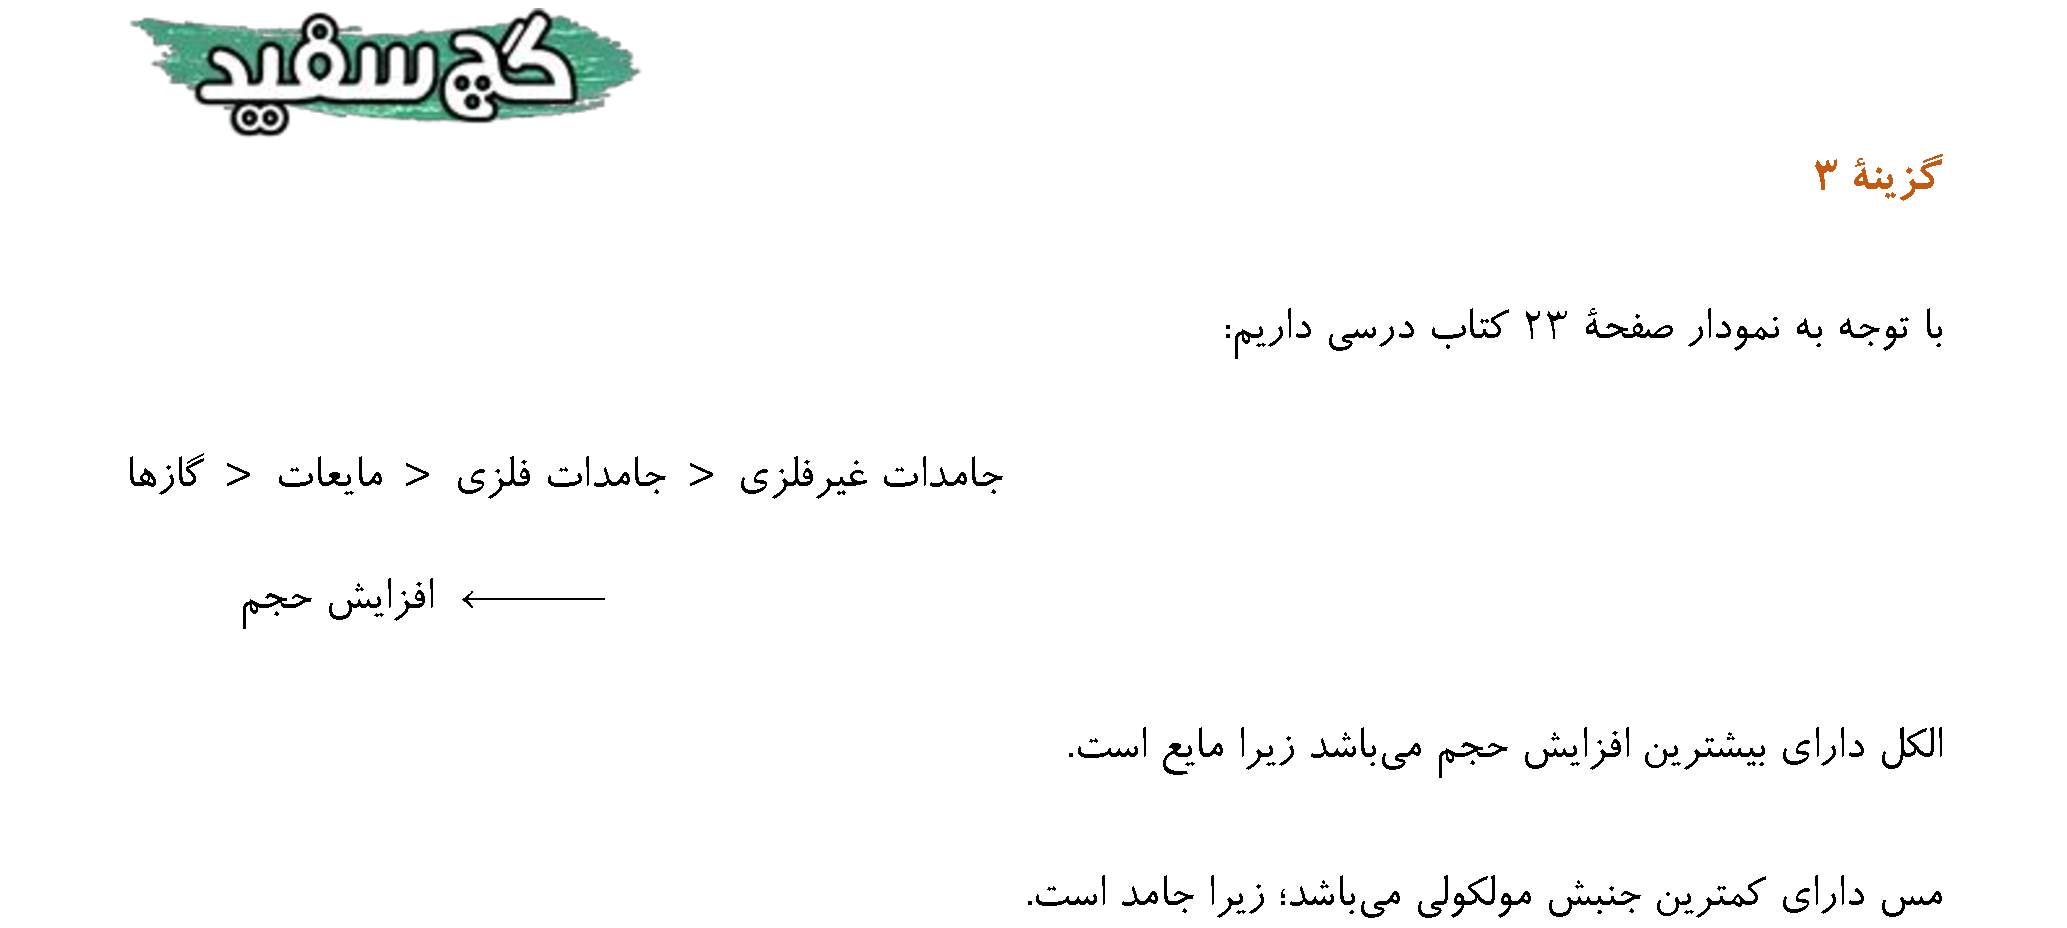 گچ سفید
گزینهٔ ۳
با توجه به نمودار صفحهٔ ۲۳ کتاب درسی داریم:
جامدات غیرفلزی > جامدات فلزی > مایعات > گازها
← افزایش حجم
الکل دارای بیشترین افزایش حجم می‌باشد زیرا مایع است.
مس دارای کمترین جنبش مولکولی می‌باشد؛ زیرا جامد است.